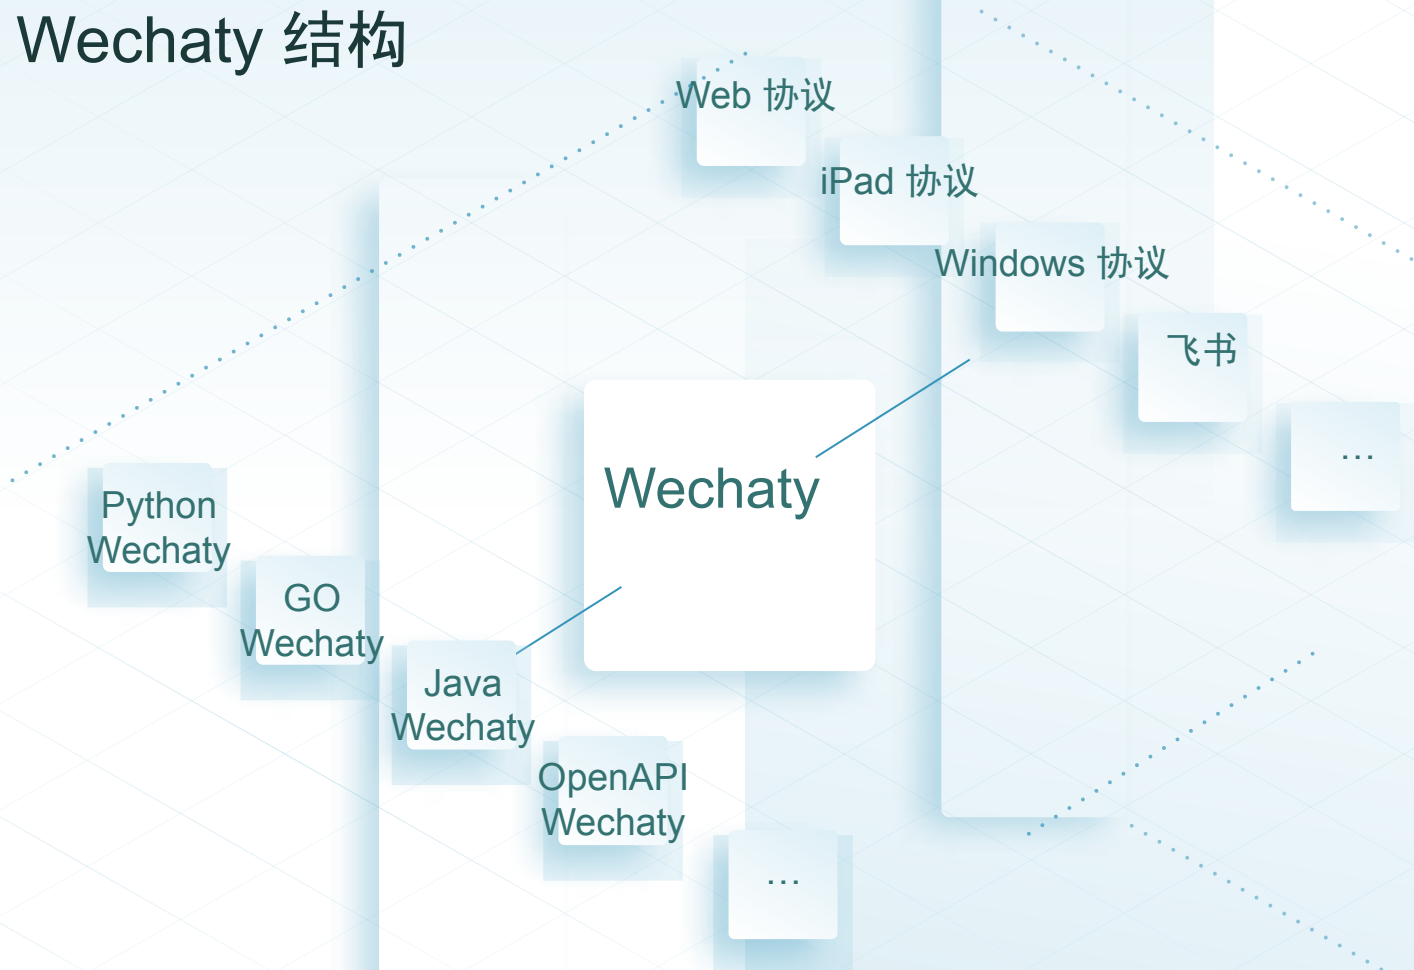 Wechaty 结构
Web 协议
iPad 协议
Windows 协议
飞书
...
Wechaty
Python
Wechaty
GO
Wechaty
Java
Wechaty
OpenAPI
Wechaty
...